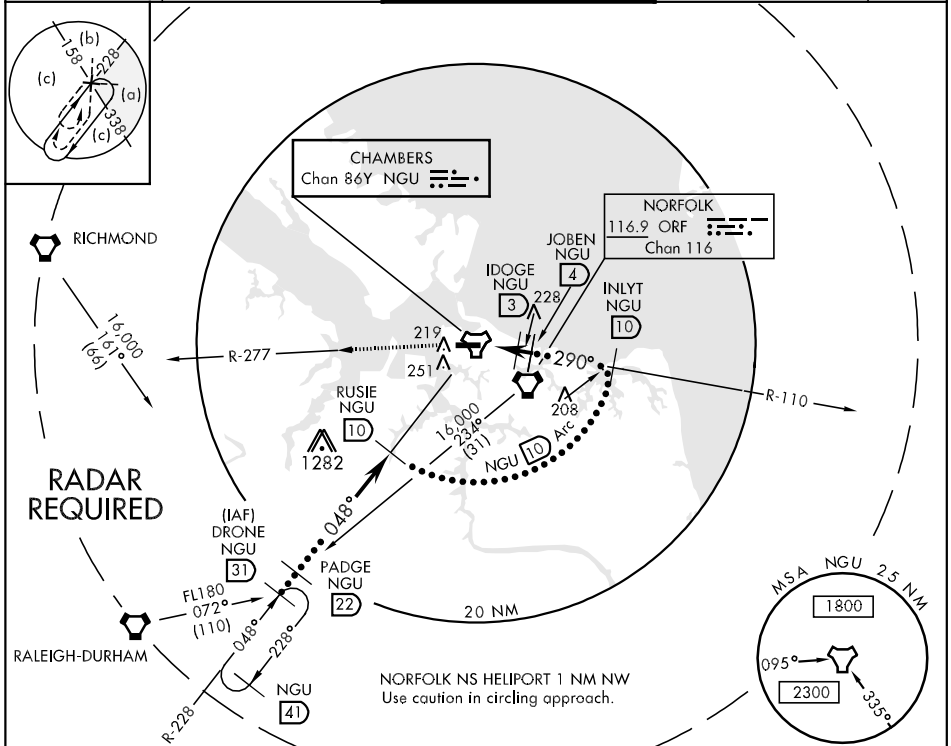 (b)
158
228
(c)
(a)
338
(c)
CHAMBERS
Chan 86Y NGU
NORFOLK
116.9 ORF
Chan 116
RICHMOND
JOBEN
NGU
4
IDOGE
NGU
3
228
INLYT
NGU
10
16,000
161°
(66)
R-277
219
251
290°
R-110
RUSIE
NGU
10
208
16,000
234°
(31)
NGU 10 Arc
1282
RADAR
REQUIRED
048°
(IAF)
DRONE
NGU
31
PADGE
NGU
22
FL180
072°
(110)
20 NM
RALEIGH-DURHAM
048°
228°
NGU
41
R-228
NORFOLK NS HELIPORT 1 NM NW
Use caution in circling approach.
MSA NGU 25 NM
1800
095°
2300
335°